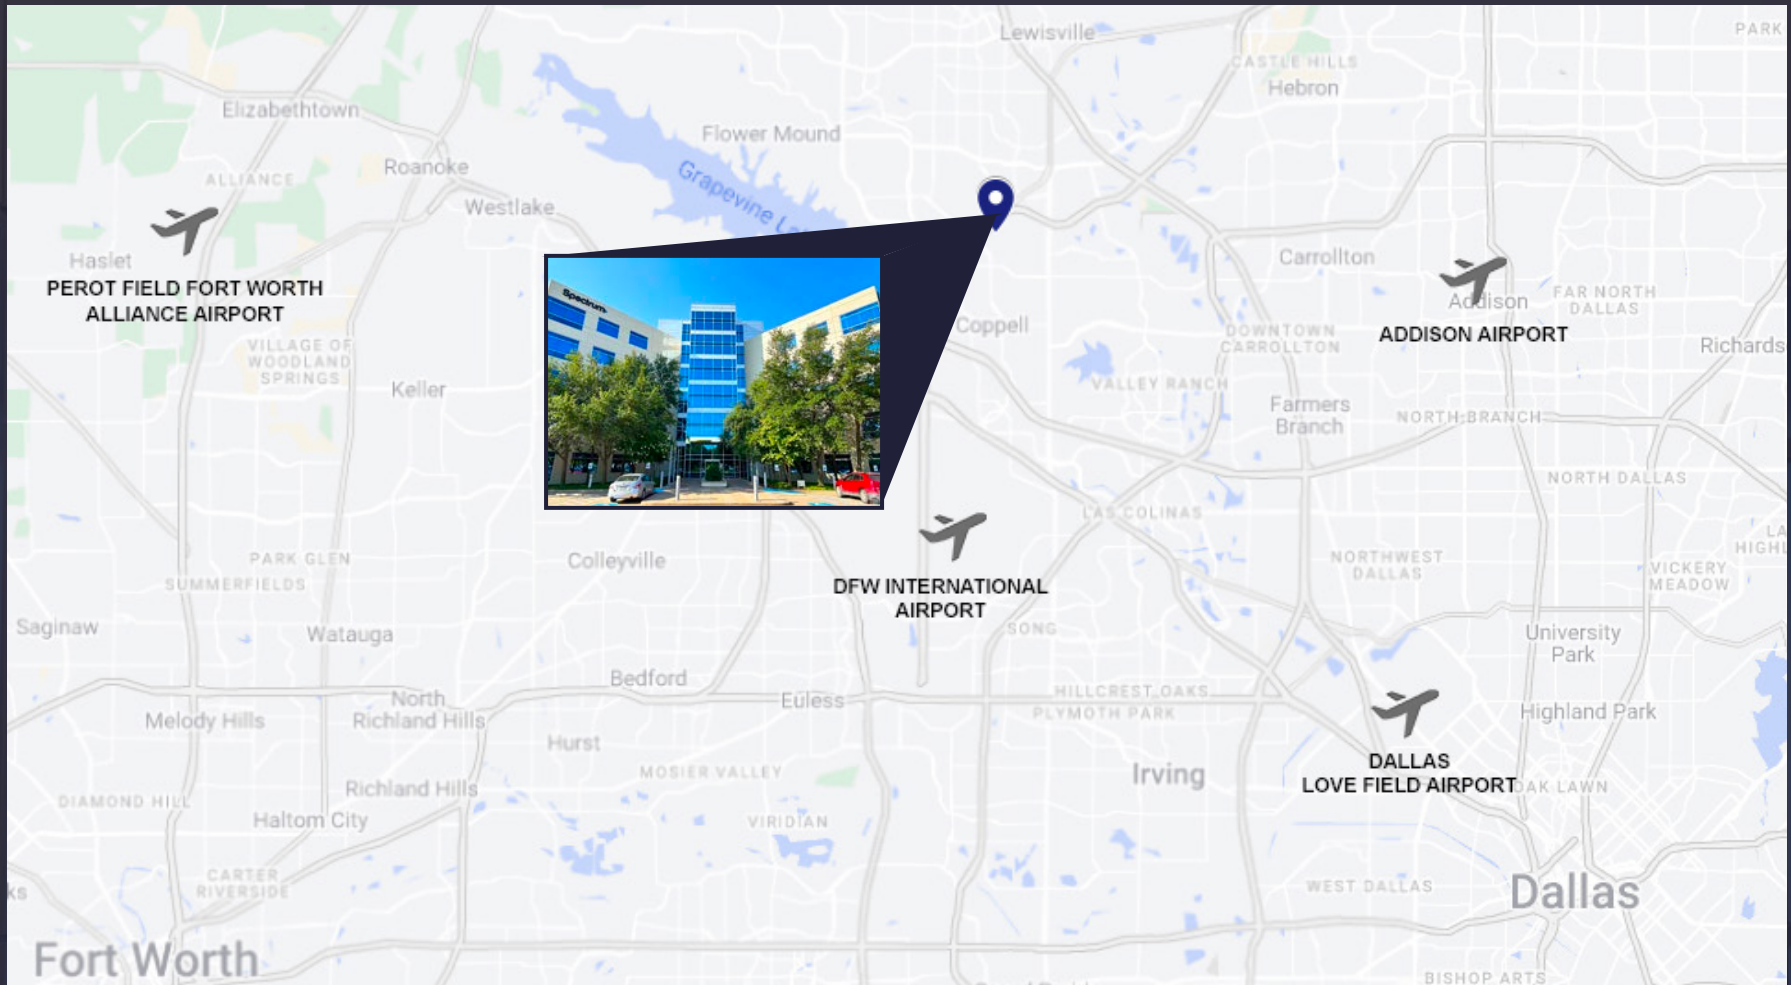 Lewisville
PARK
CASTLE HILLS
Hebron
Elizabethtown
Flower Mound
Roanoke
ALLIANCE
Grapevine
Westlake
Haslet
Carrollton
PEROT FIELD FORT WORTH
ALLIANCE AIRPORT
Spectrum
Addison
FAR NORTH
DALLAS
ADDISON AIRPORT
Coppell
DOWNTOWN
CARROLLTON
Richards
VILLAGE OF
WOODLAND
SPRINGS
Keller
VALLEY RANCH
Farmers
Branch
NORTH BRANCH
NORTH DALLAS
LAS COLINAS
PARK GLEN
SUMMERFIELDS
Colleyville
NORTHWEST
DALLAS
LA
HIGHL
VICKERY
MEADOW
DFW INTERNATIONAL
AIRPORT
Saginaw
Watauga
SONG
University
Park
Bedford
Euless
HILLCREST OAKS
PLYMOTH PARK
North
Richland Hills
Melody Hills
Highland Park
Hurst
DALLAS
LOVE FIELD AIRPORT
OAK LAWN
MOSIER VALLEY
Irving
Richland Hills
DIAMOND HILL
Haltom City
VIRIDIAN
CARTER
RIVERSIDE
ks
WEST DALLAS
Dallas
Fort Worth
BISHOP ARTS